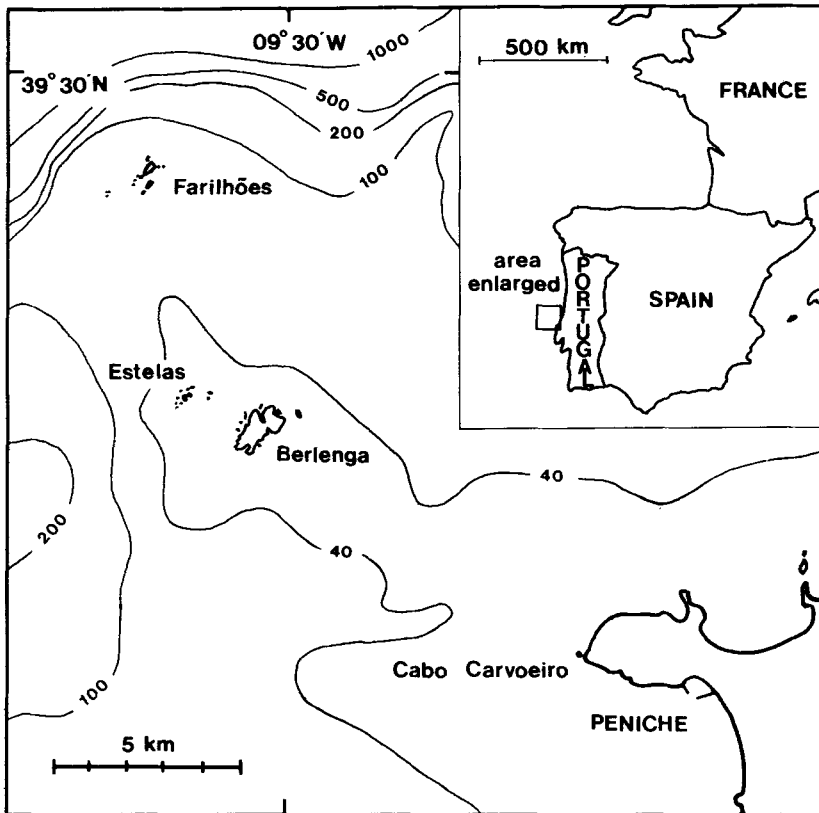 09° 30´ W
1000
39° 30´ N
500
200
100
Farilhões
Estelas
Berlenga
40
200
40
100
Cabo Carvoeiro
PENICHE
5 km
500 km
FRANCE
area
enlarged
PORTUGAL
SPAIN